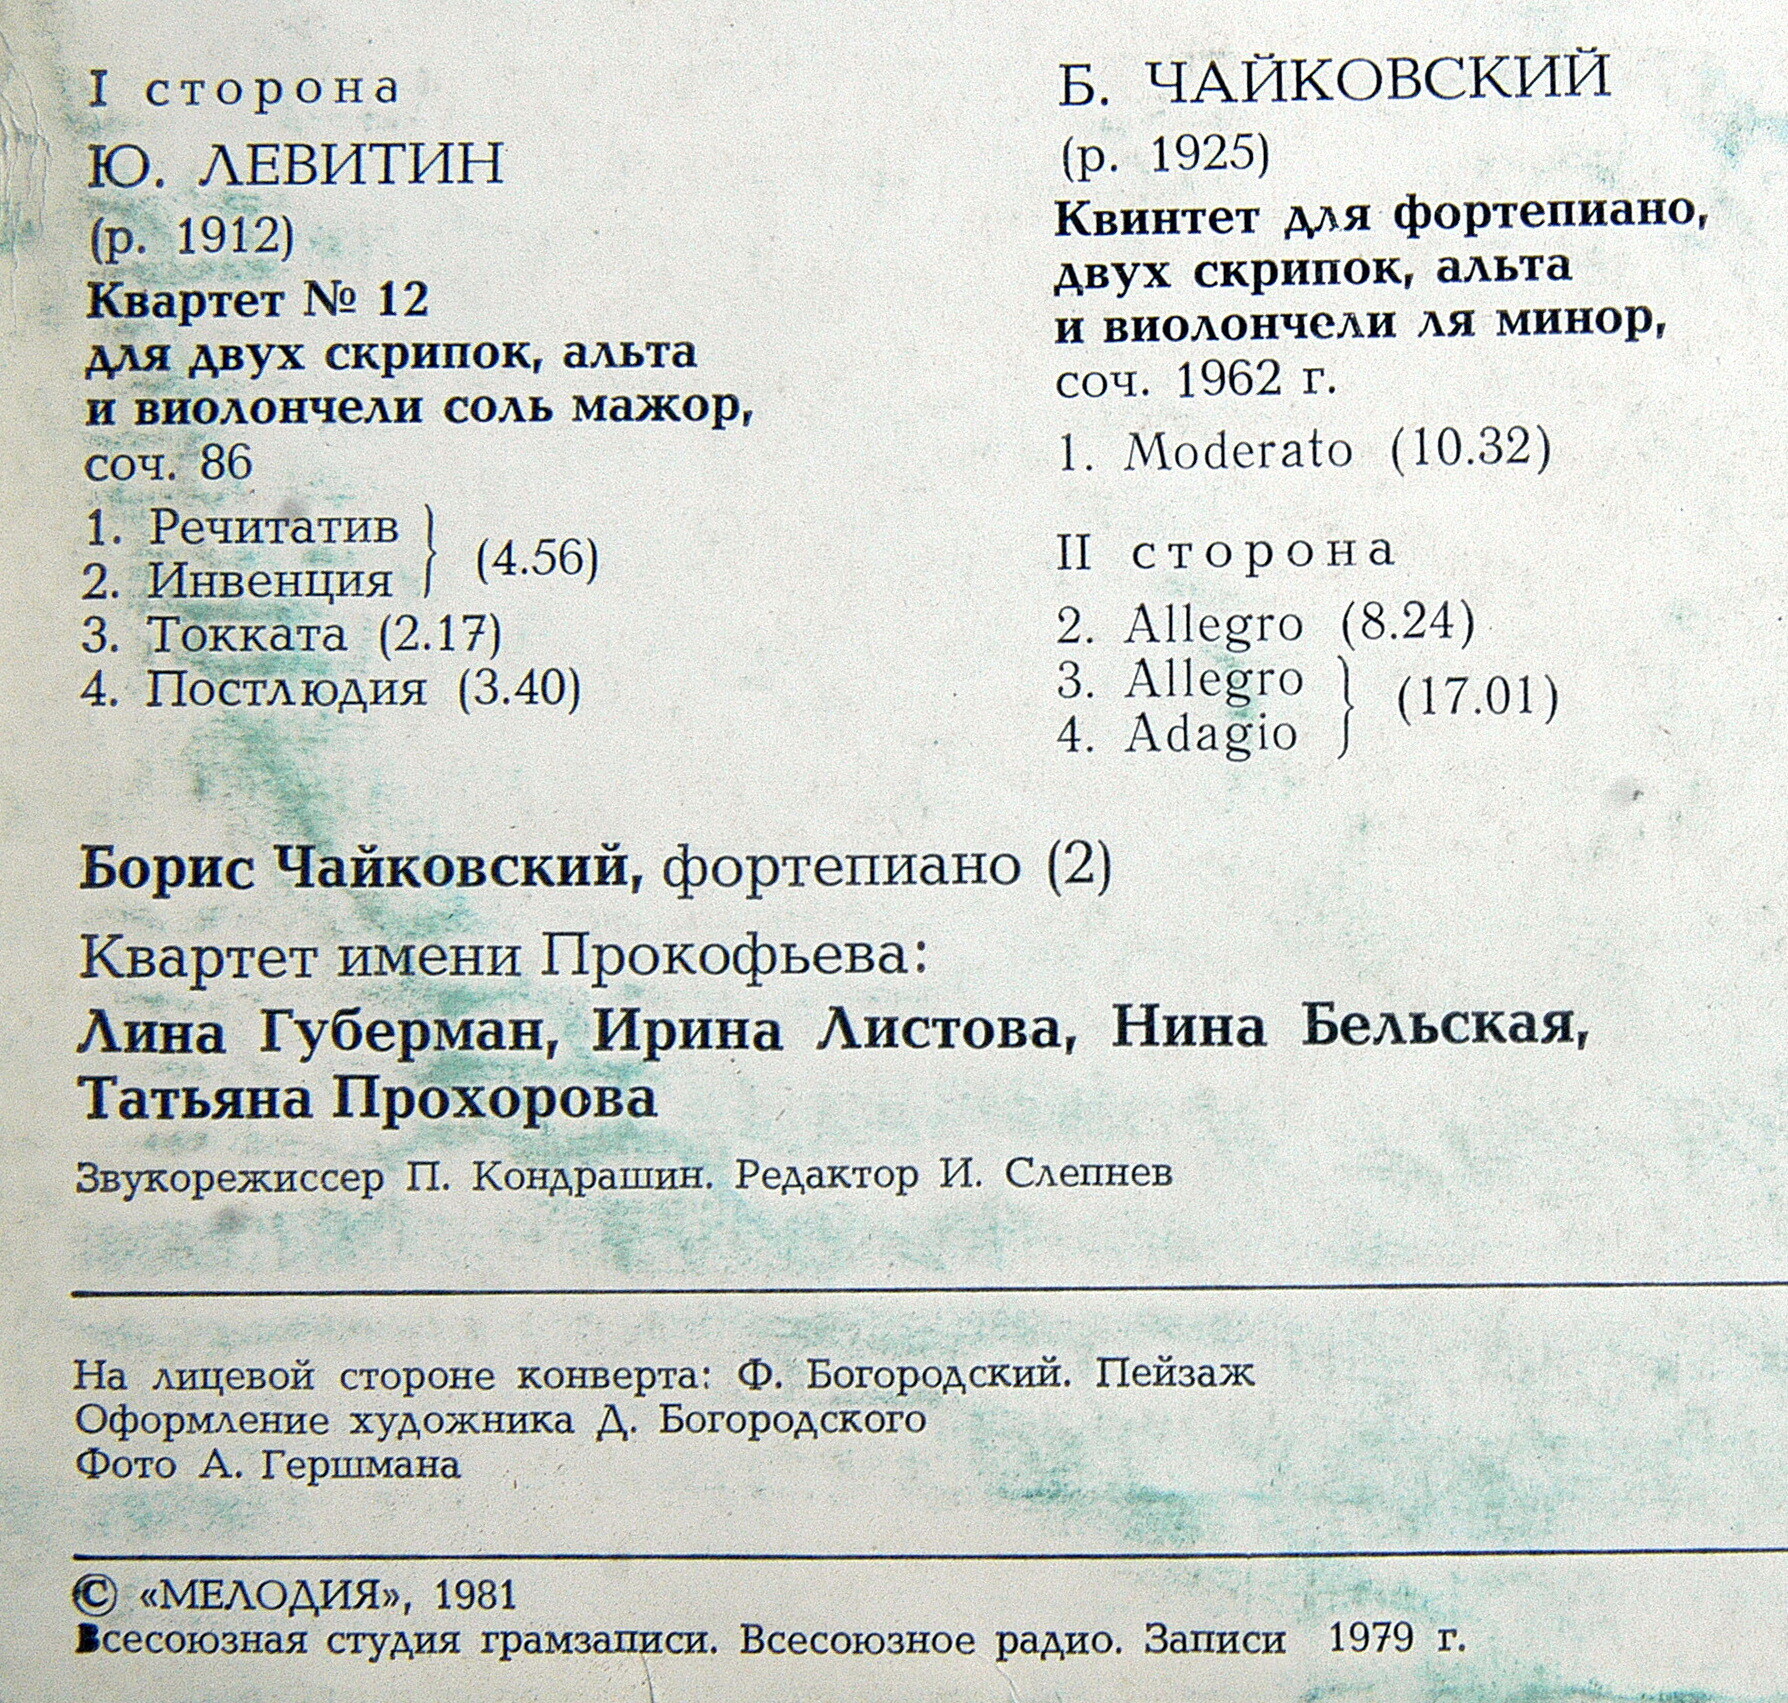 I сторона
Ю. ЛЕВИТИН
(р. 1912)
Квартет № 12
для двух скрипок, альта
и виолончели соль мажор,
соч. 86
1. Речитатив
2. Инвенция
(4.56)
3. Токката (2.17)
4. Постлюдия (3.40)
Б. ЧАЙКОВСКИЙ
(р. 1925)
Квинтет для фортепиано,
двух скрипок, альта
и виолончели ля минор,
соч. 1962 г.
1. Moderato (10.32)
II сторона
2. Allegro (8.24)
3. Allegro
4. Adagio
(17.01)
Борис Чайковский, фортепиано (2)
Квартет имени Прокофьева:
Лина Губерман, Ирина Листова, Нина Бельская,
Татьяна Прохорова
Звукорежиссер П. Кондрашин. Редактор И. Слепнев
На лицевой стороне конверта: Ф. Богородский. Пейзаж
Оформление художника Д. Богородского
Фото А. Гершмана
© «МЕЛОДИЯ», 1981
Всесоюзная студия грамзаписи. Всесоюзное радио. Записи 1979 г.